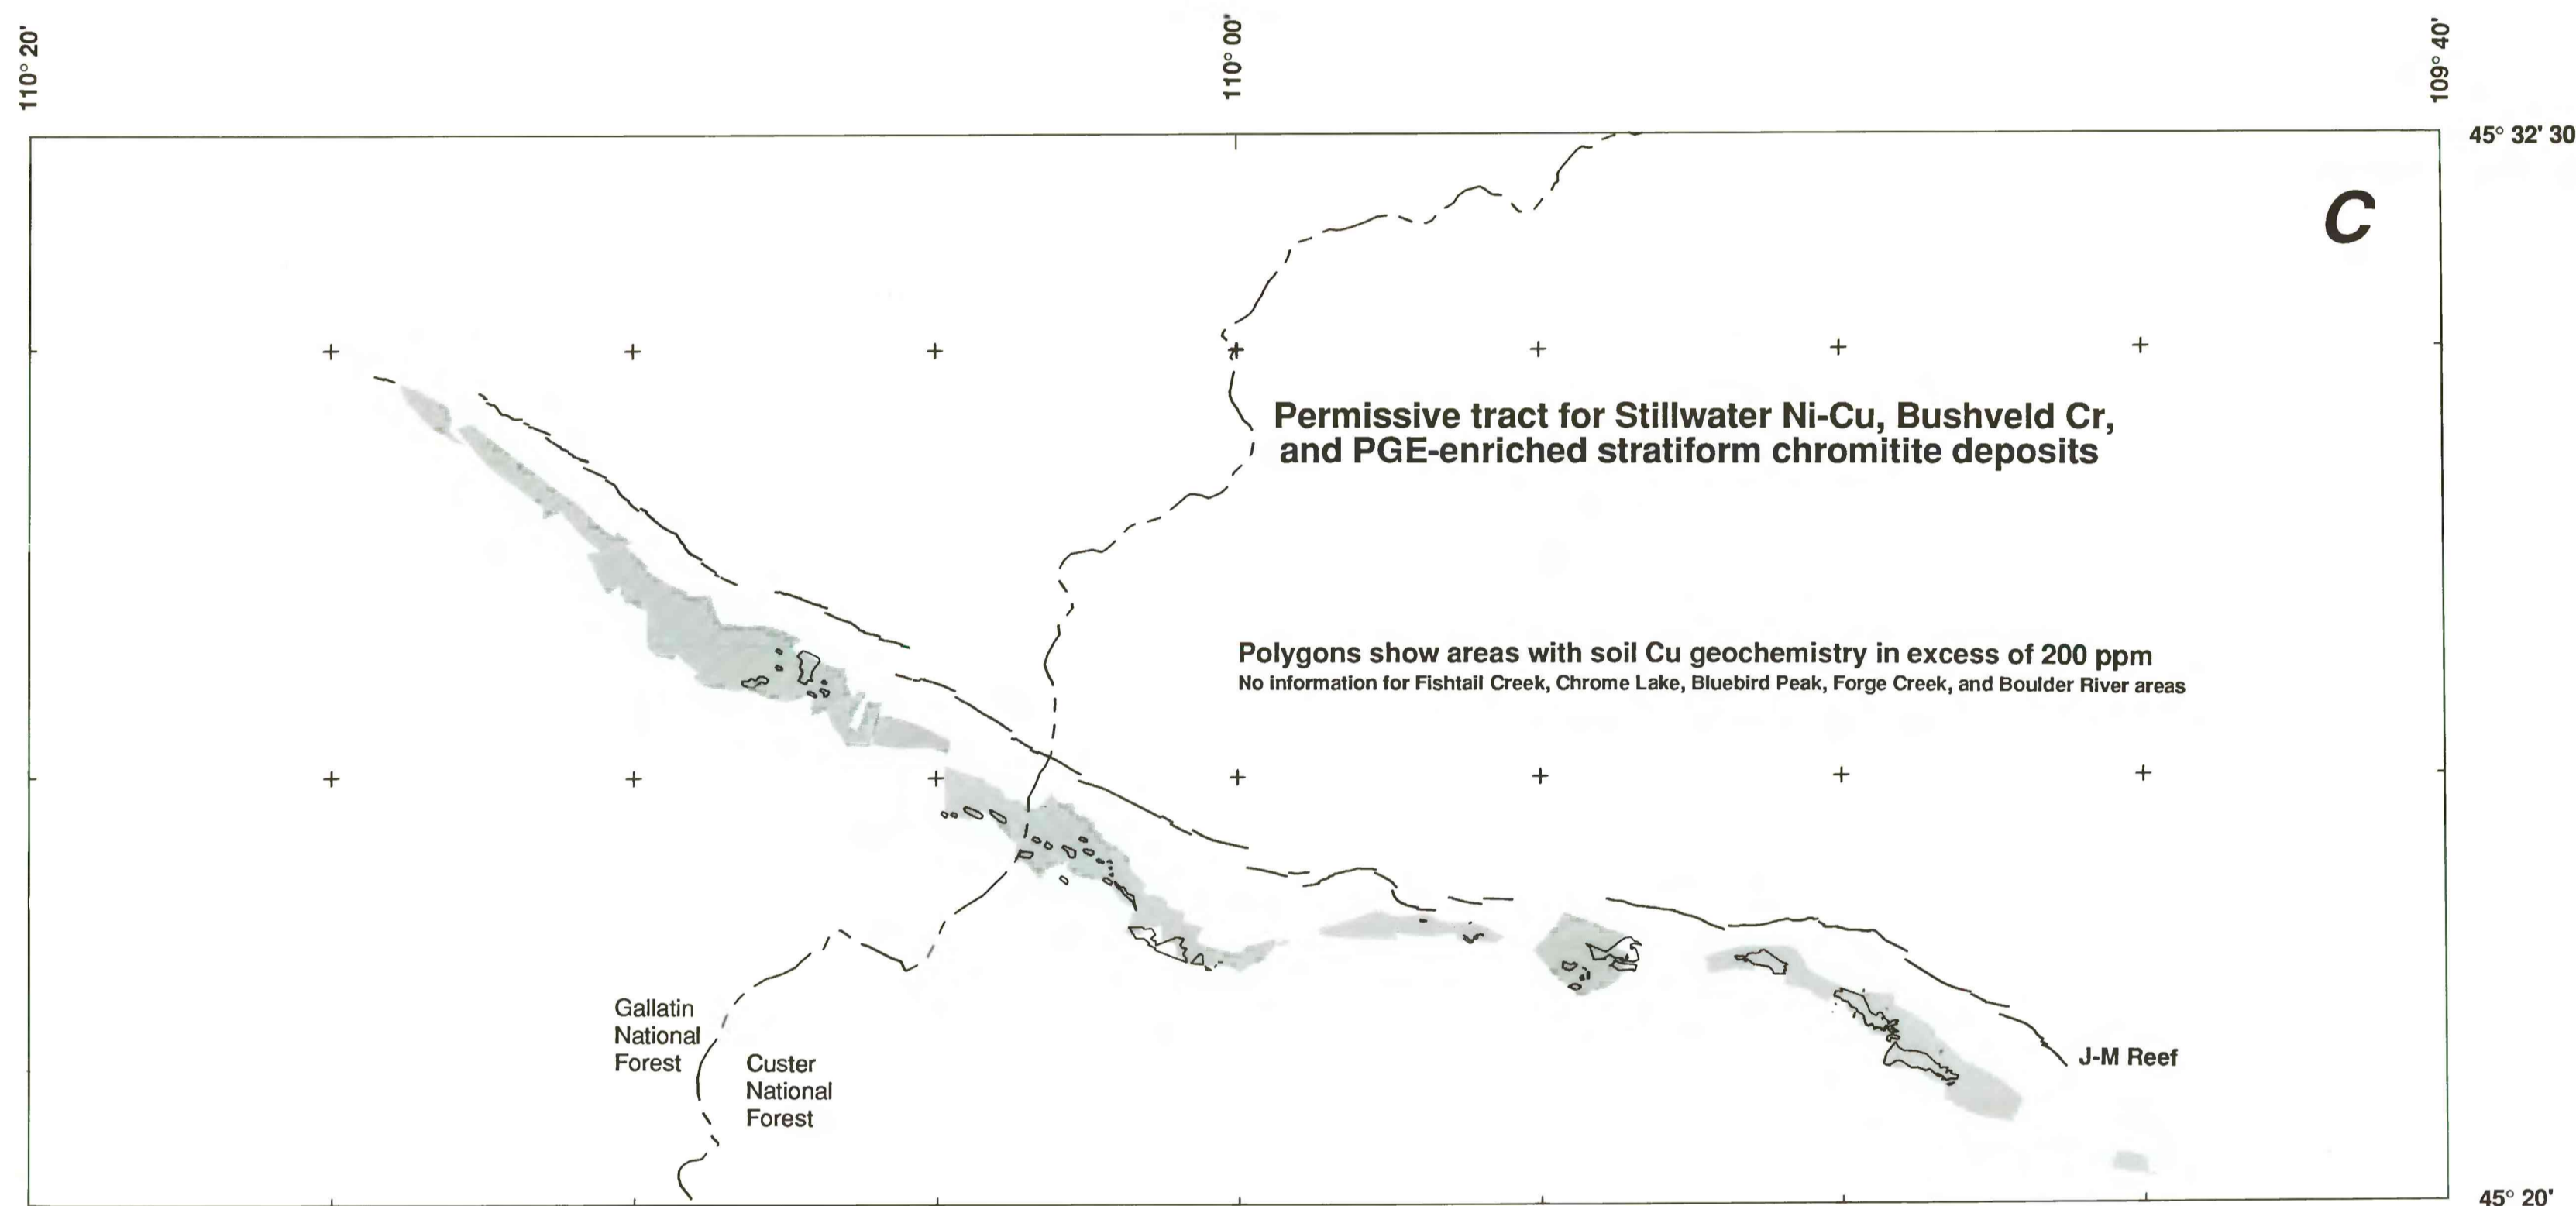 110° 20'
110° 00'
109° 40'
45° 32' 30
C
Permissive tract for Stillwater Ni-Cu, Bushveld Cr,
and PGE-enriched stratiform chromitite deposits
Polygons show areas with soil Cu geochemistry in excess of 200 ppm
No information for Fishtail Creek, Chrome Lake, Bluebird Peak, Forge Creek, and Boulder River areas
Gallatin
National
Forest
Custer
National
Forest
J-M Reef
45° 20'